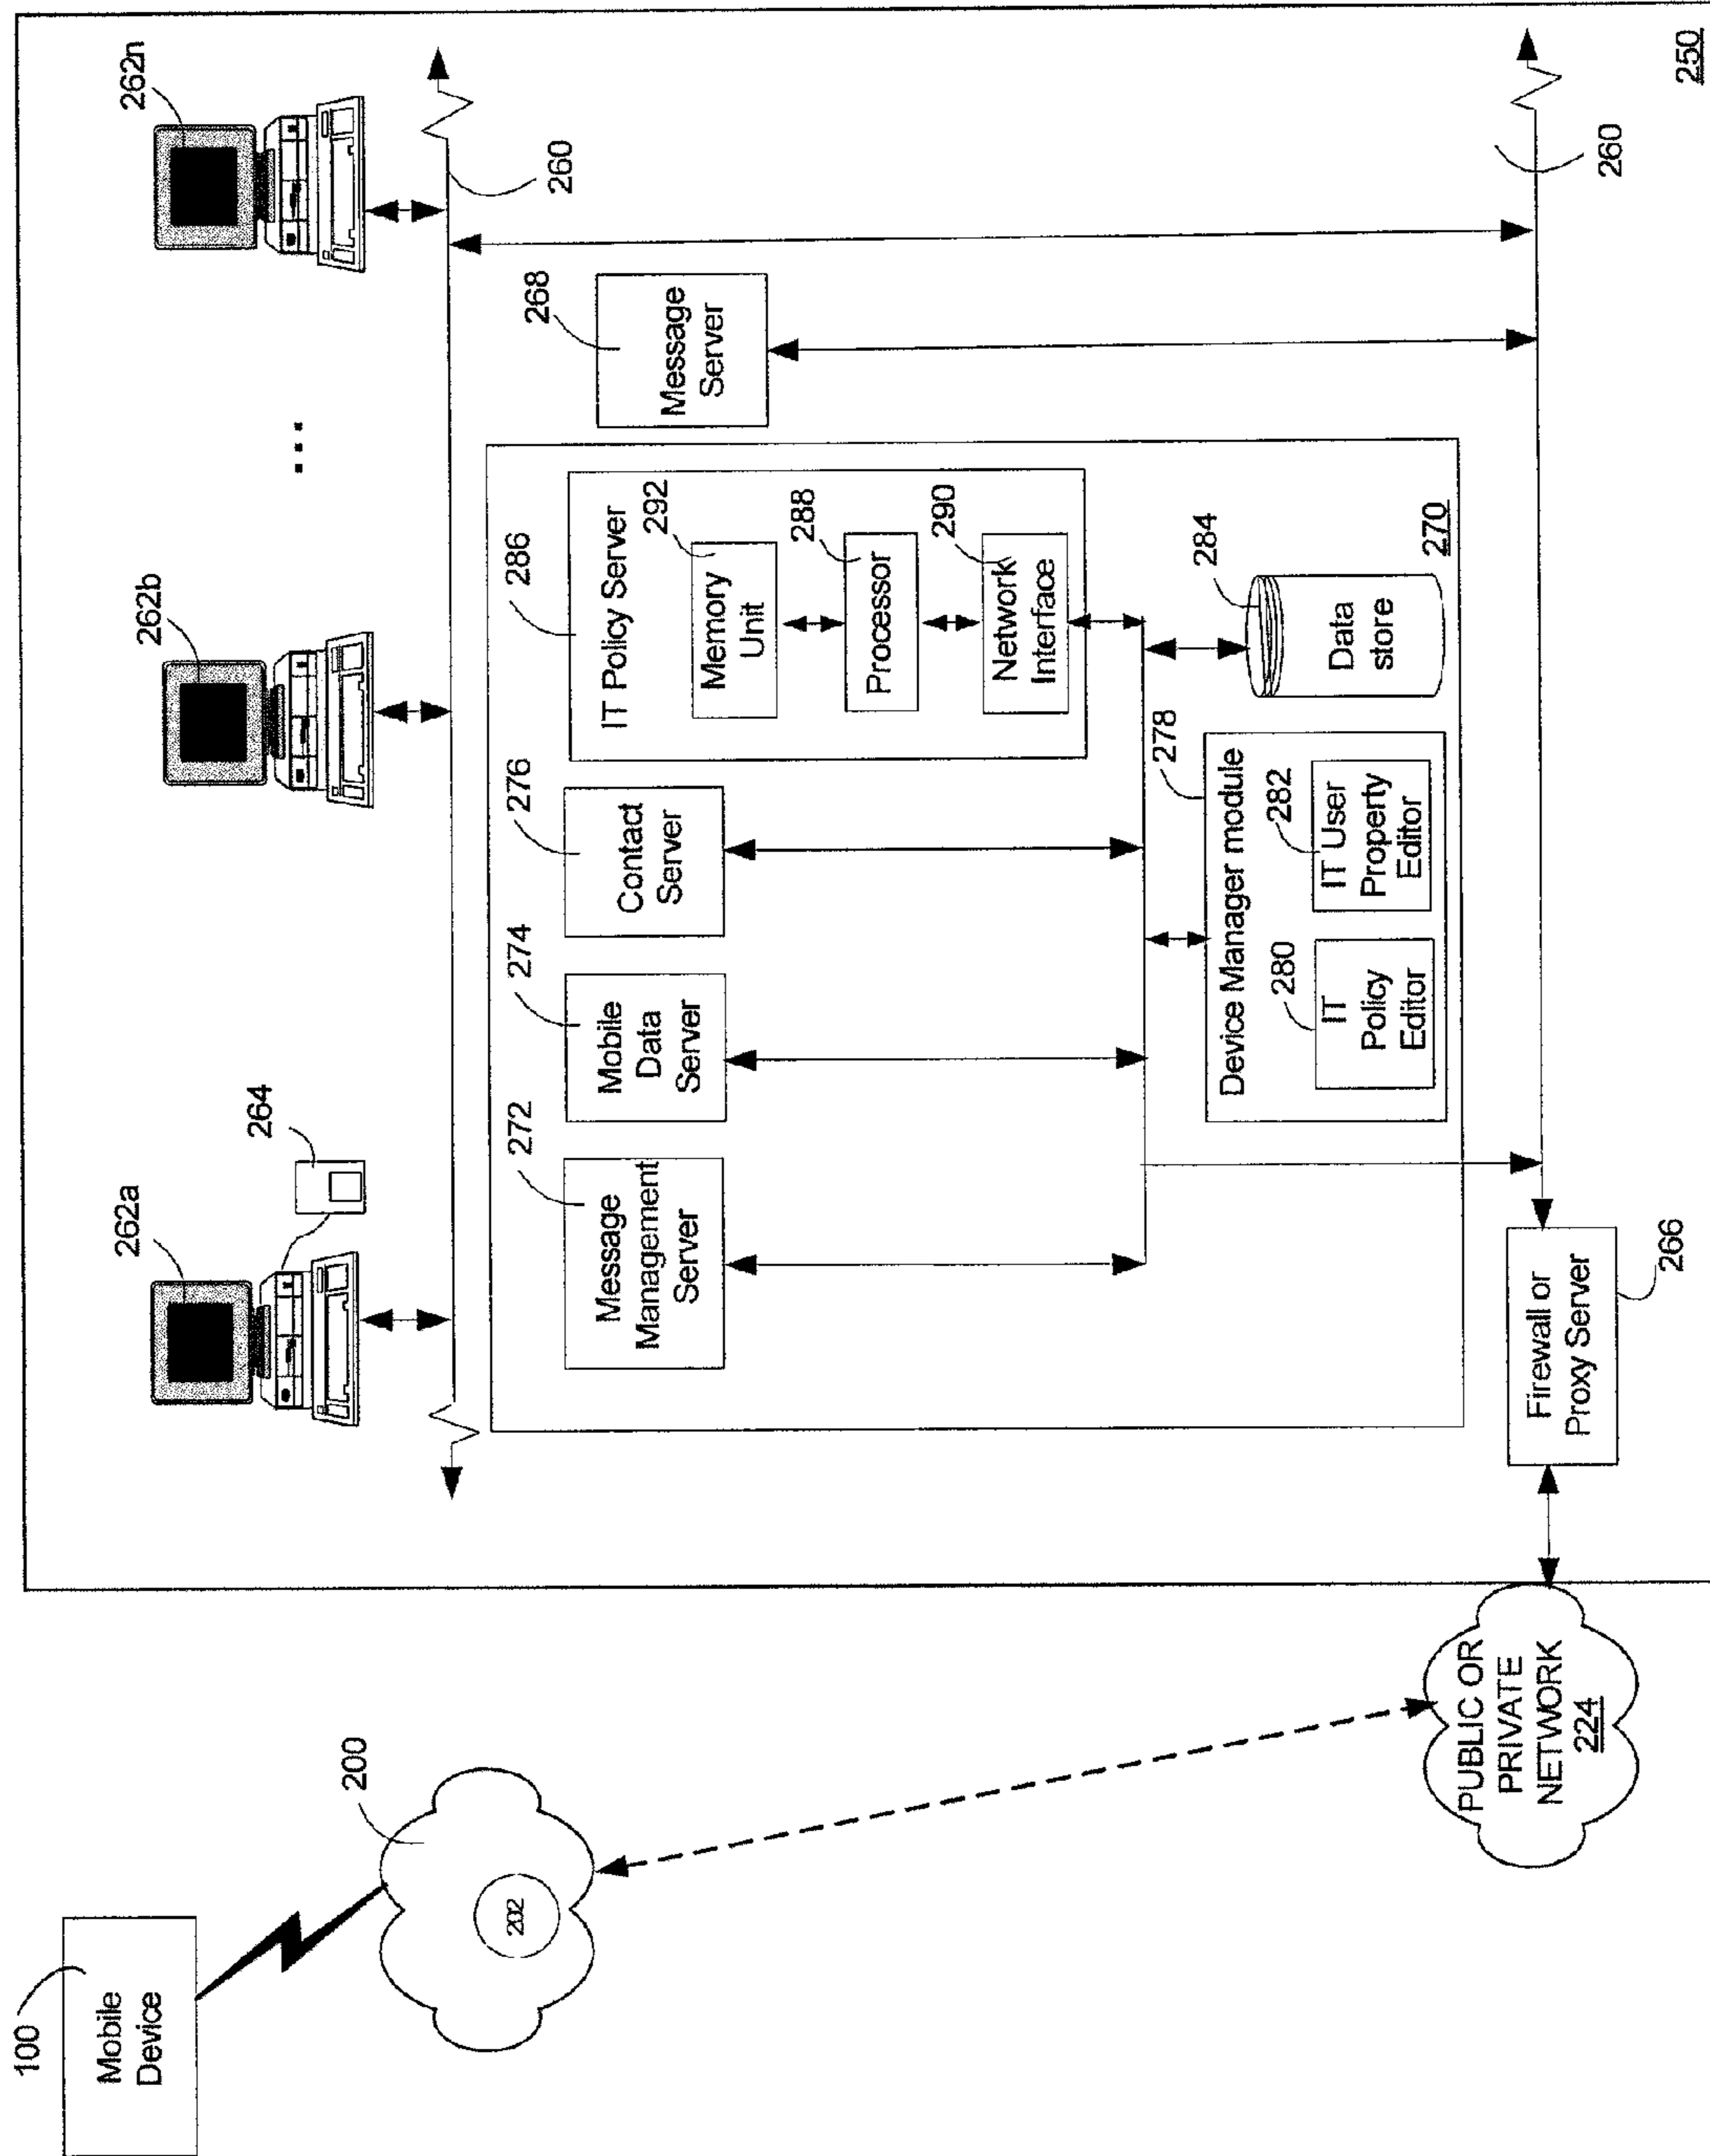 100
Mobile
Device
200
202
PUBLIC OR
PRIVATE
NETWORK
224
262a
264
262b
...
262n
260
272
Message
Management
Server
274
Mobile
Data
Server
276
Contact
Server
286
IT Policy Server
292
Memory
Unit
288
Processor
290
Network
Interface
268
Message
Server
278
Device Manager module
280
IT
Policy
Editor
282
IT User
Property
Editor
284
Data
store
270
260
Firewall or
Proxy Server
266
250